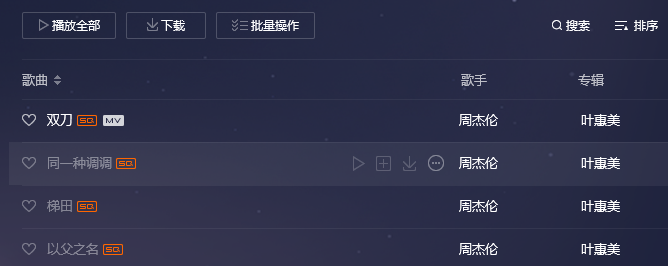 播放全部 下载 批量操作 搜索 排序
歌曲 歌手 专辑
双刀 SQ MV 周杰伦 叶惠美
同一种调调 SQ 周杰伦 叶惠美
梯田 SQ 周杰伦 叶惠美
以父之名 SQ 周杰伦 叶惠美